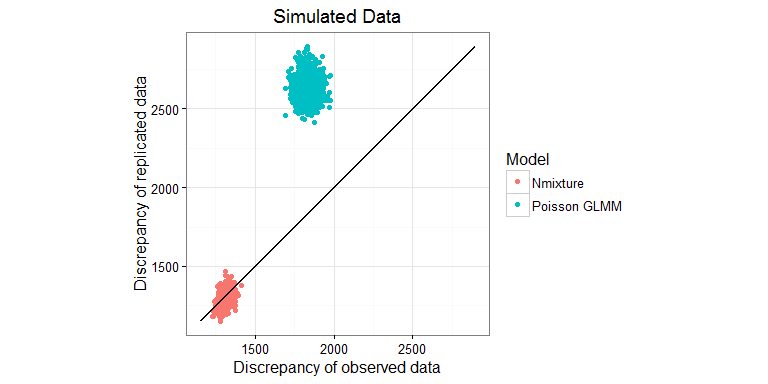 Simulated Data
Discrepancy of replicated data
2500
2000
1500
1500 2000 2500
Discrepancy of observed data
Model
Nmixture
Poisson GLMM